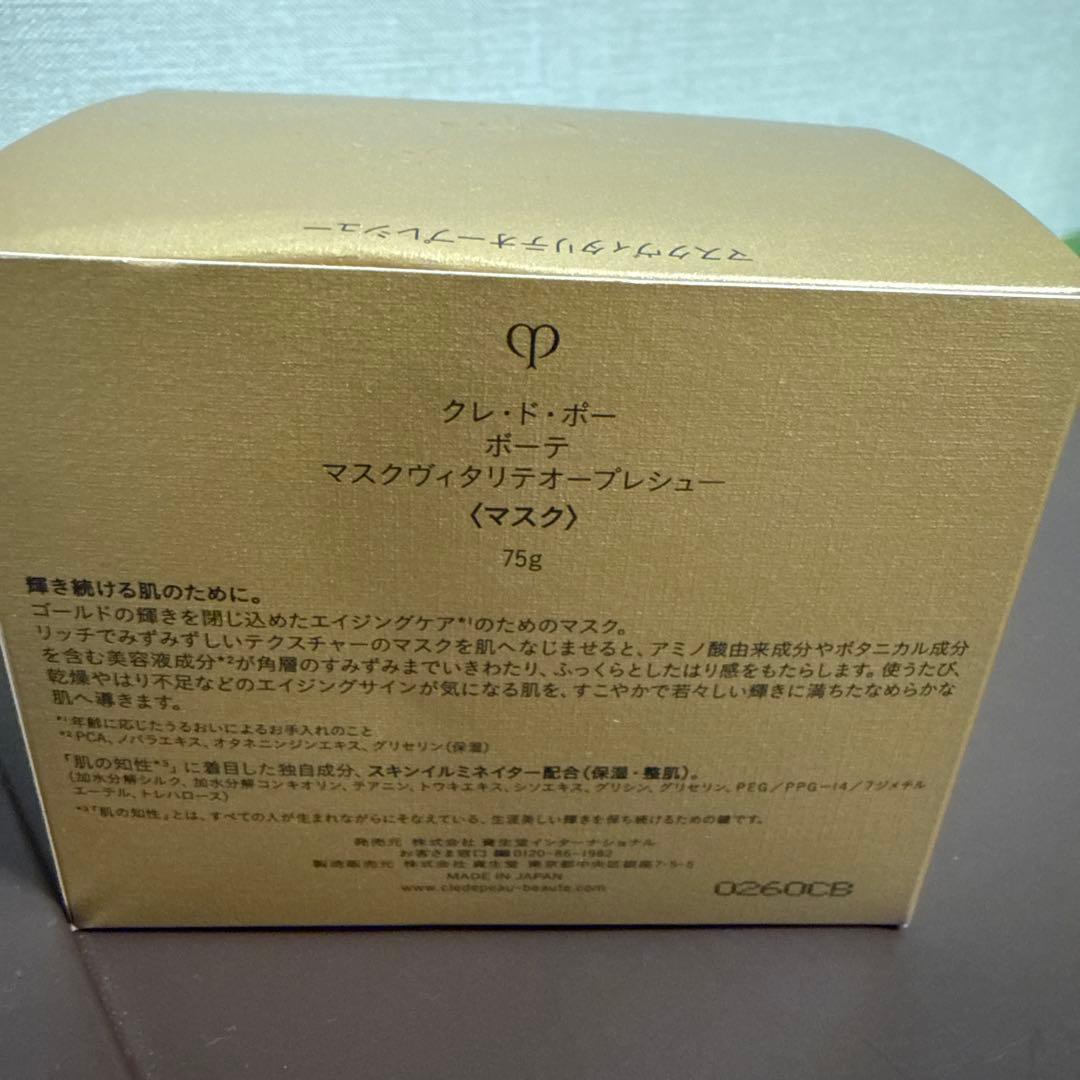 マスクヴィタリテオープレシュー
クレ・ド・ポー
ボーテ
マスクヴィタリテオープレシュー
〈マスク〉
75g
輝き続ける肌のために。
ゴールドの輝きを閉じ込めたエイジングケア*1のためのマスク。
リッチでみずみずしいテクスチャーのマスクを肌へなじませると、アミノ酸由来成分やボタニカル成分
を含む美容液成分*2が角層のすみずみまでいきわたり、ふっくらとしたはり感をもたらします。使うたび、
乾燥やはり不足などのエイジングサインが気になる肌を、すこやかで若々しい輝きに満ちたなめらかな
肌へ導きます。
*1 年齢に応じたうるおいによるお手入れのこと
*2 PCA、ノバラエキス、オタネニンジンエキス、グリセリン(保湿)
「肌の知性*3」に着目した独自成分、スキンイルミネイター配合(保湿・整肌)。
(加水分解シルク、加水分解コンキオリン、テアニン、トウキエキス、シソエキス、グリシン、グリセリン、PEG/PPG-14/7ジメチル
エーテル、トレハロース)
*3「肌の知性」とは、すべての人が生まれながらにそなえている、生涯美しい輝きを保ち続けるための鍵です。
発売元 株式会社 資生堂インターナショナル
お客さま窓口 0120-86-1982
製造販売元 株式会社 資生堂 東京都中央区銀座7-5-5
MADE IN JAPAN
www.cledepeau-beaute.com
0260CB